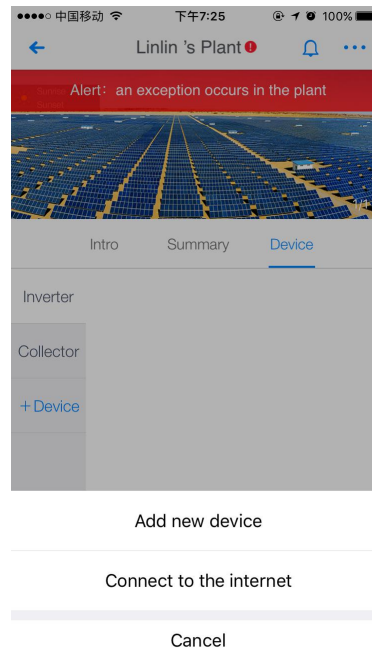 中国移动 下午7:25 100%
Linlin 's Plant
Alert: an exception occurs in the plant
1/1
Intro Summary Device
Inverter
Collector
+ Device
Add new device
Connect to the internet
Cancel